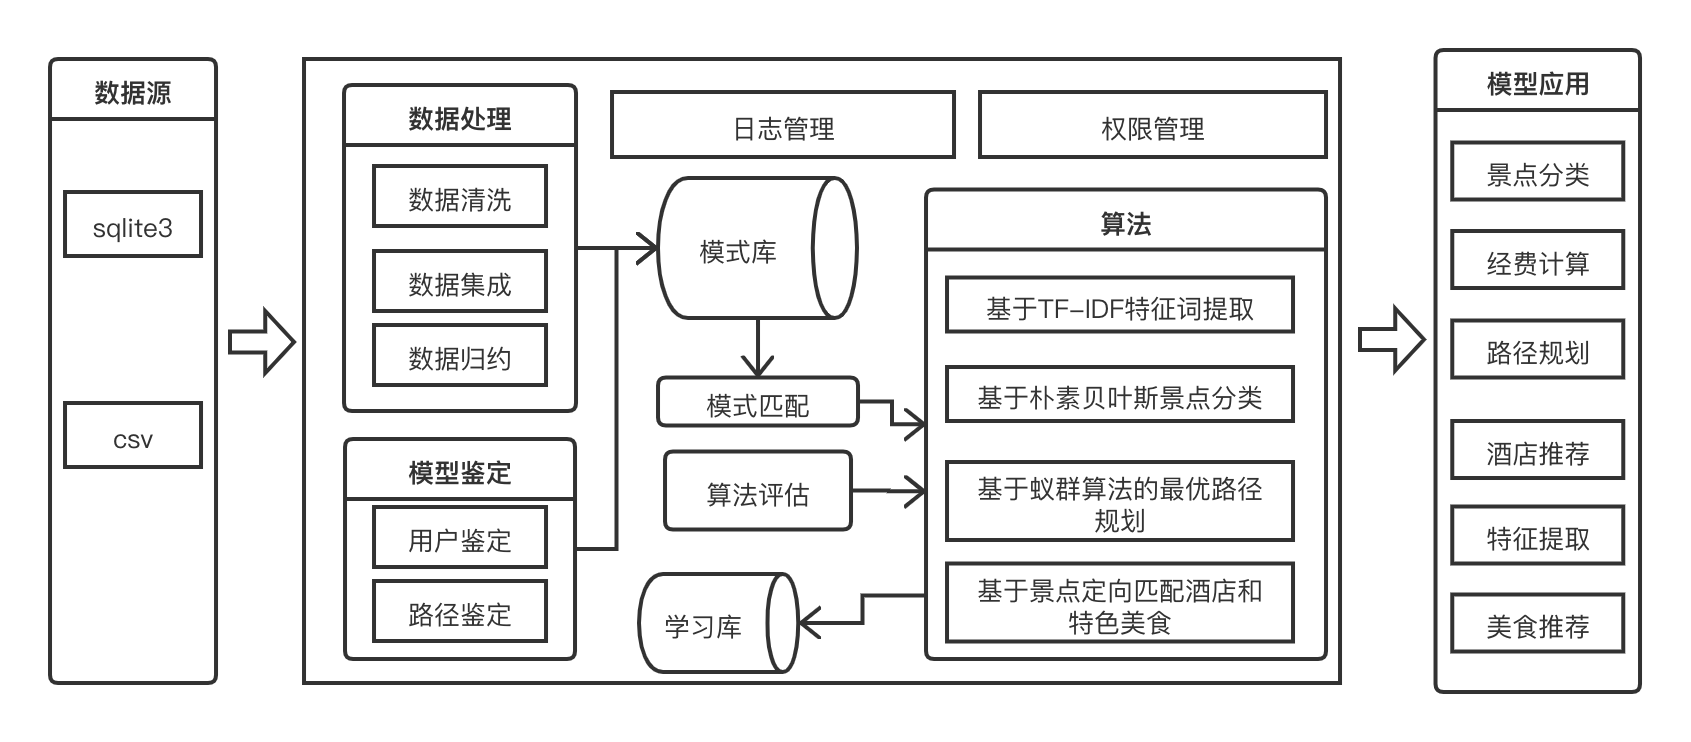 数据源
sqlite3
csv
数据处理
数据清洗
数据集成
数据归约
模型鉴定
用户鉴定
路径鉴定
日志管理
权限管理
模式库
模式匹配
算法评估
学习库
算法
基于TF-IDF特征词提取
基于朴素贝叶斯景点分类
基于蚁群算法的最优路径
规划
基于景点定向匹配酒店和
特色美食
模型应用
景点分类
经费计算
路径规划
酒店推荐
特征提取
美食推荐